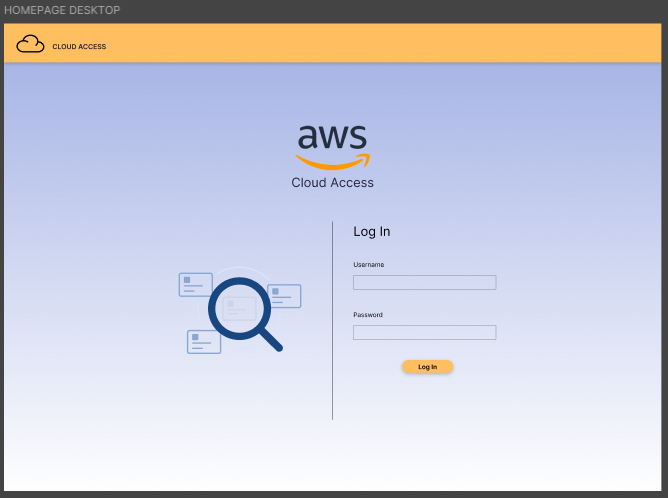 HOMEPAGE DESKTOP
CLOUD ACCESS
aws
Cloud Access
Log In
Username
Password
Log In